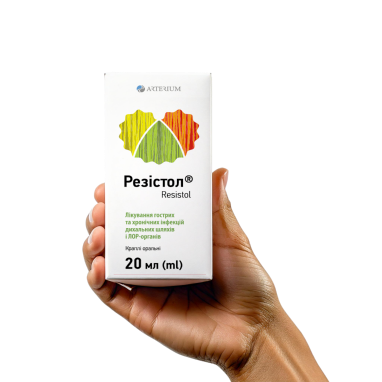 ARTERIUM
Резістол®
Resistol
Лікування гострих
та хронічних інфекцій
дихальних шляхів
і ЛОР-органів
Краплі оральні
20 мл (ml)